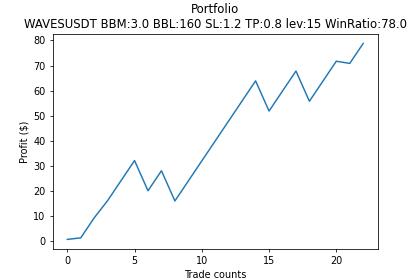 Portfolio
WAVESUSDT BBM:3.0 BBL:160 SL:1.2 TP:0.8 lev:15 WinRatio:78.0
80
70
60
50
40
30
20
10
0
Profit ($)
0 5 10 15 20
Trade counts